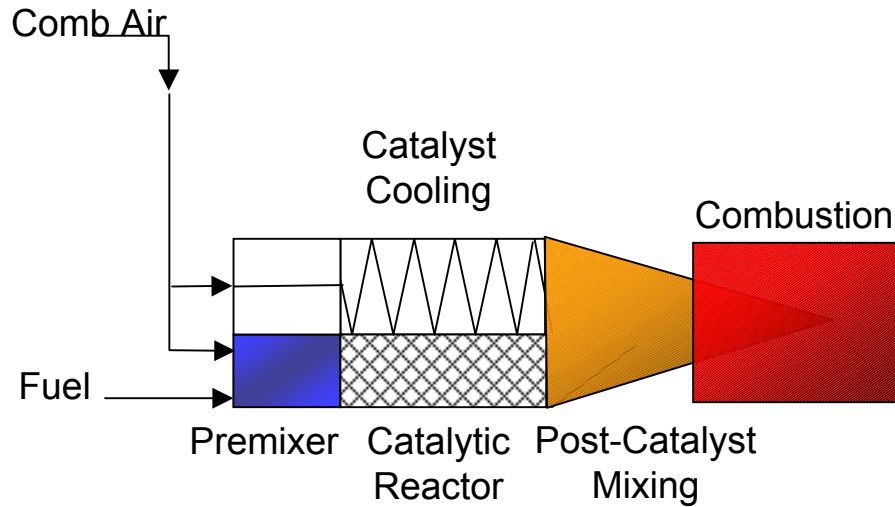 Comb Air
Catalyst
Cooling
Combustion
Fuel
Premixer
Catalytic
Reactor
Post-Catalyst
Mixing